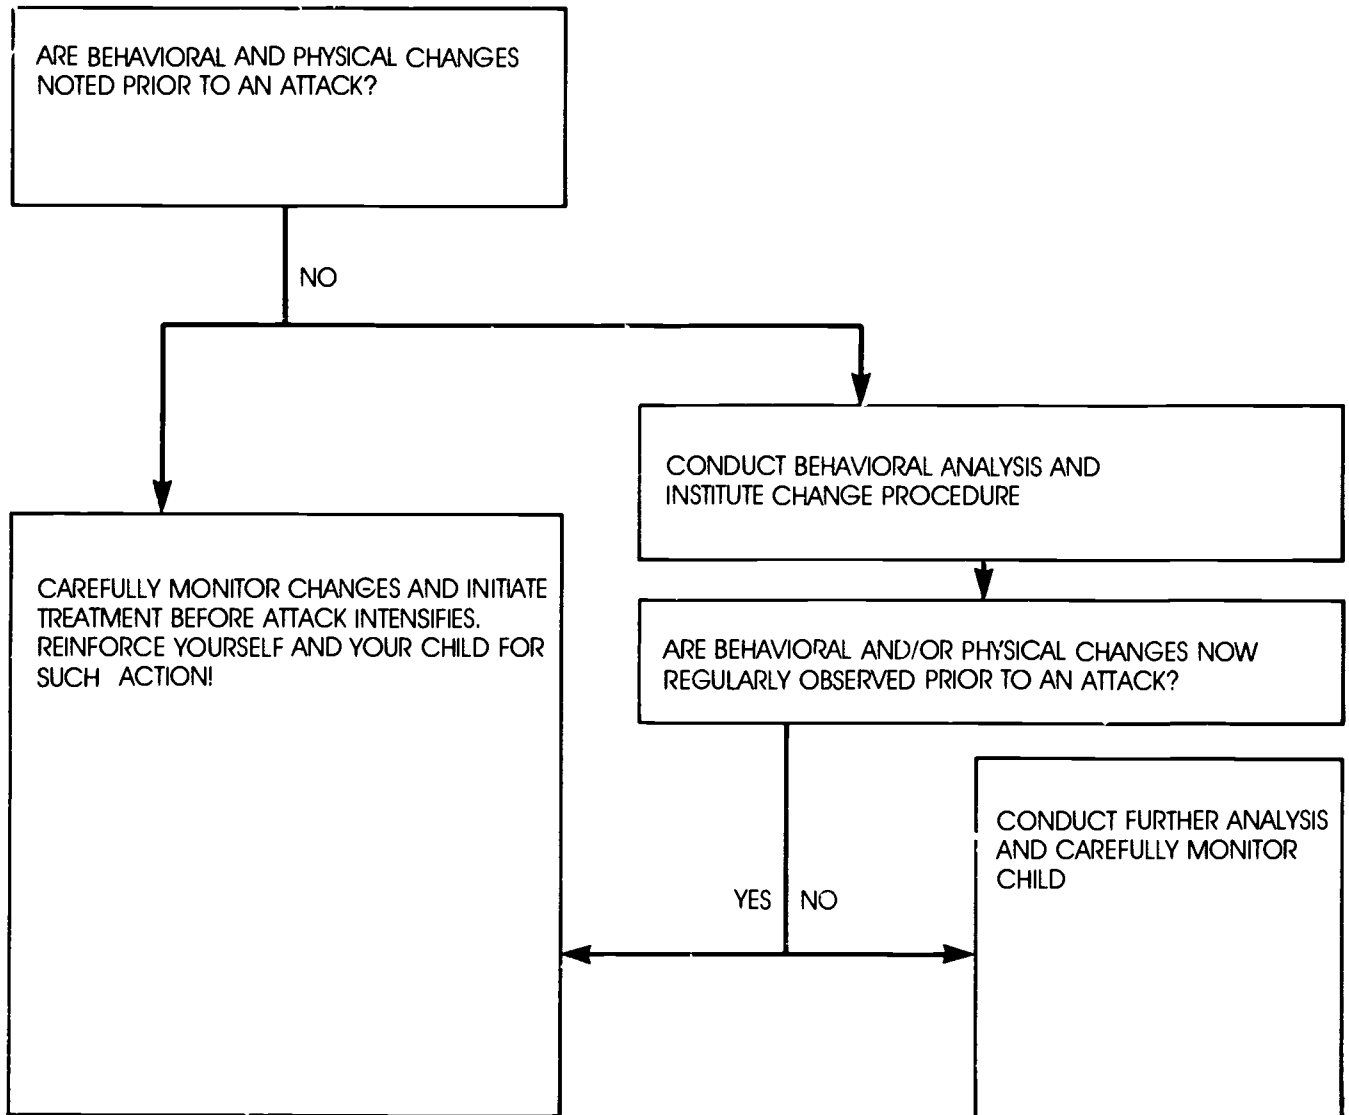 ARE BEHAVIORAL AND PHYSICAL CHANGES
NOTED PRIOR TO AN ATTACK?
NO
CONDUCT BEHAVIORAL ANALYSIS AND
INSTITUTE CHANGE PROCEDURE
CAREFULLY MONITOR CHANGES AND INITIATE
TREATMENT BEFORE ATTACK INTENSIFIES.
REINFORCE YOURSELF AND YOUR CHILD FOR
SUCH ACTION!
ARE BEHAVIORAL AND/OR PHYSICAL CHANGES NOW
REGULARLY OBSERVED PRIOR TO AN ATTACK?
YES NO
CONDUCT FURTHER ANALYSIS
AND CAREFULLY MONITOR
CHILD